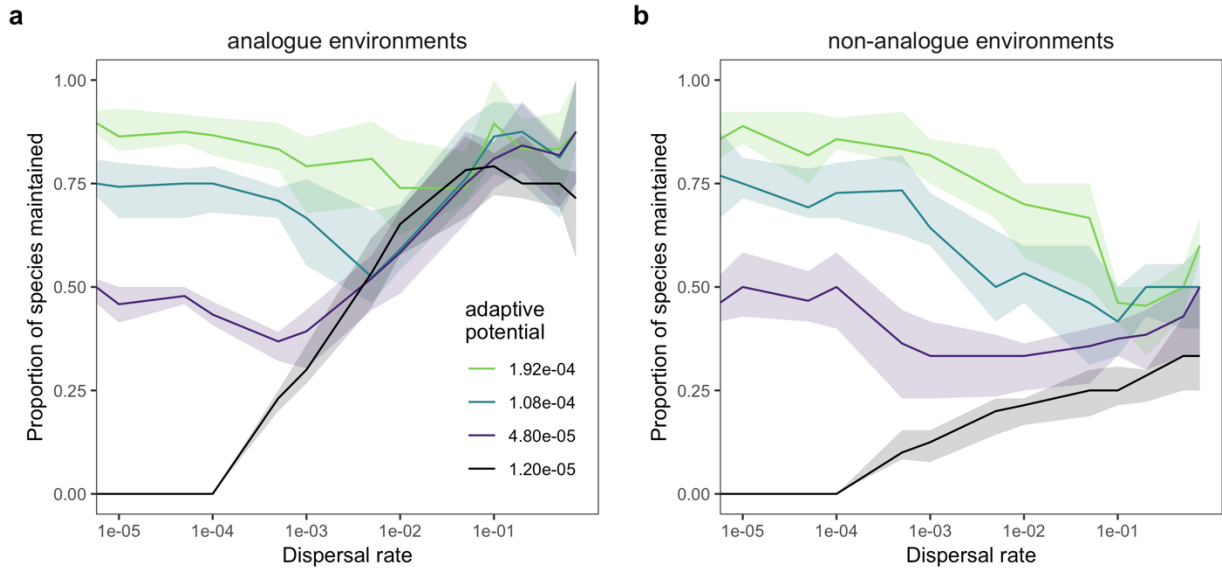 a
analogue environments
Proportion of species maintained
1.00
0.75
0.50
0.25
0.00
1e-05 1e-04 1e-03 1e-02 1e-01
Dispersal rate
adaptive
potential
1.92e-04
1.08e-04
4.80e-05
1.20e-05
b
non-analogue environments
Proportion of species maintained
1.00
0.75
0.50
0.25
0.00
1e-05 1e-04 1e-03 1e-02 1e-01
Dispersal rate